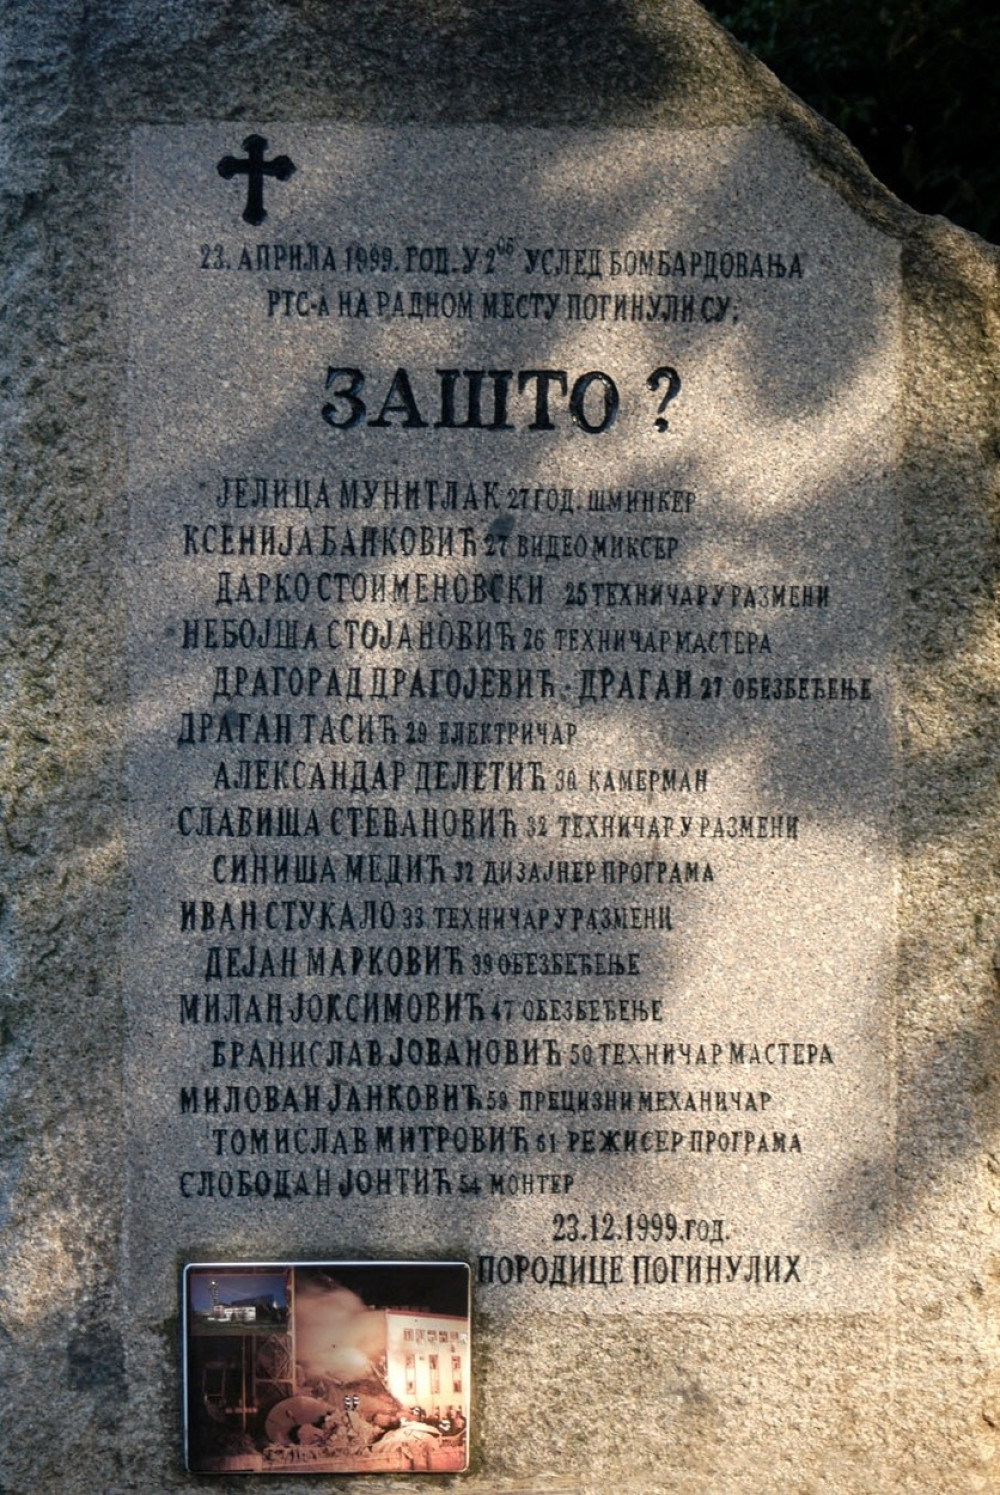 23. АПРИЛА 1999. ГОД. У 2⁰⁶ УСЛЕД БОМБАРДОВАЊА
РТС-А НА РАДНОМ МЕСТУ ПОГИНУЛИ СУ:
ЗАШТО ?
ЈЕЛИЦА МУНИТЛАК 27 ГОД. ШМИНКЕР
КСЕНИЈА БАНКОВИЋ 27 ВИДЕО МИКСЕР
ДАРКО СТОИМЕНОВСКИ 25 ТЕХНИЧАР У РАЗМЕНИ
НЕБОЈША СТОЈАНОВИЋ 26 ТЕХНИЧАР МАСТЕРА
ДРАГОРАД ДРАГОЈЕВИЋ - ДРАГАН 27 ОБЕЗБЕЂЕЊЕ
ДРАГАН ТАСИЋ 29 ЕЛЕКТРИЧАР
АЛЕКСАНДАР ДЕЛЕТИЋ 30 КАМЕРМАН
СЛАВИША СТЕВАНОВИЋ 32 ТЕХНИЧАР У РАЗМЕНИ
СИНИША МЕДИЋ 32 ДИЗАЈНЕР ПРОГРАМА
ИВАН СТУКАЛО 33 ТЕХНИЧАР У РАЗМЕНИ
ДЕЈАН МАРКОВИЋ 39 ОБЕЗБЕЂЕЊЕ
МИЛАН ЈОКСИМОВИЋ 47 ОБЕЗБЕЂЕЊЕ
БРАНИСЛАВ ЈОВАНОВИЋ 50 ТЕХНИЧАР МАСТЕРА
МИЛОВАН ЈАНКОВИЋ 59 ПРЕЦИЗНИ МЕХАНИЧАР
ТОМИСЛАВ МИТРОВИЋ 61 РЕЖИСЕР ПРОГРАМА
СЛОБОДАН ЈОНТИЋ 54 МОНТЕР
23.12.1999.ГОД.
ПОРОДИЦЕ ПОГИНУЛИХ